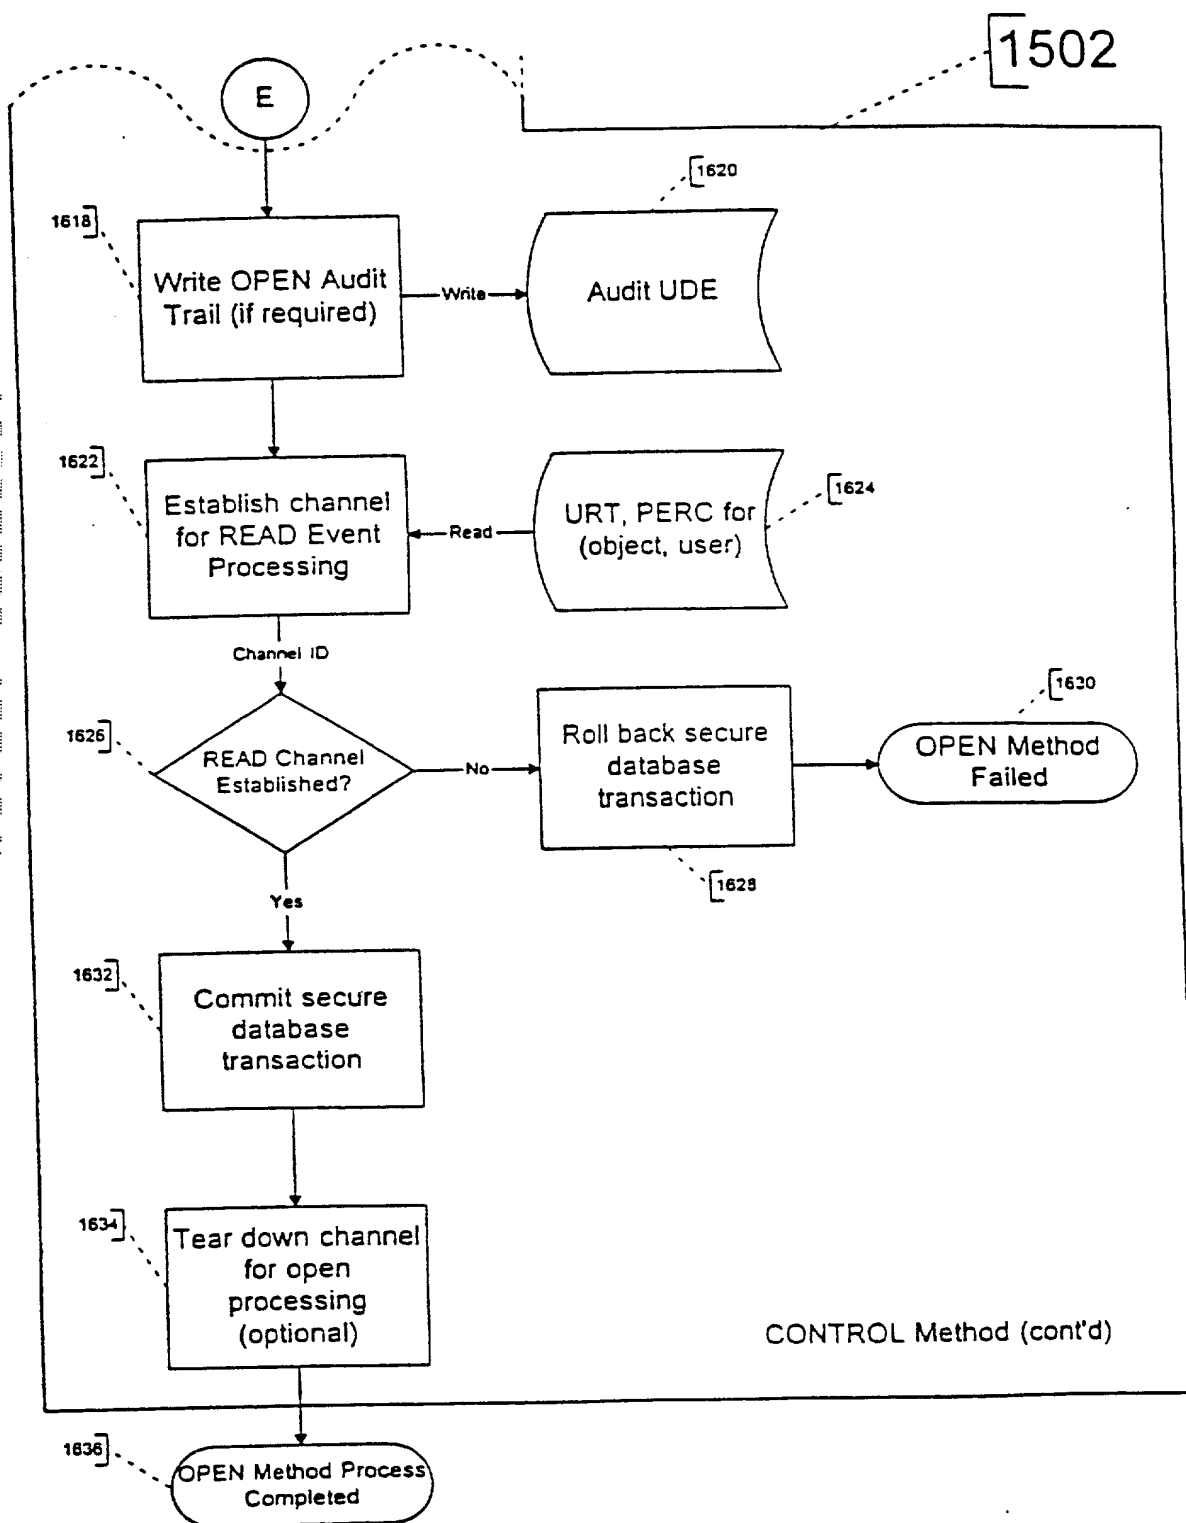 1502
E
1620
1618
Write OPEN Audit
Trail (if required)
Write
Audit UDE
1622
Establish channel
for READ Event
Processing
Read
URT, PERC for
(object, user)
1624
Channel ID
1630
1626
READ Channel
Established?
No
Roll back secure
database
transaction
OPEN Method
Failed
1628
Yes
1632
Commit secure
database
transaction
1634
Tear down channel
for open
processing
(optional)
CONTROL Method (cont'd)
1636
OPEN Method Process
Completed